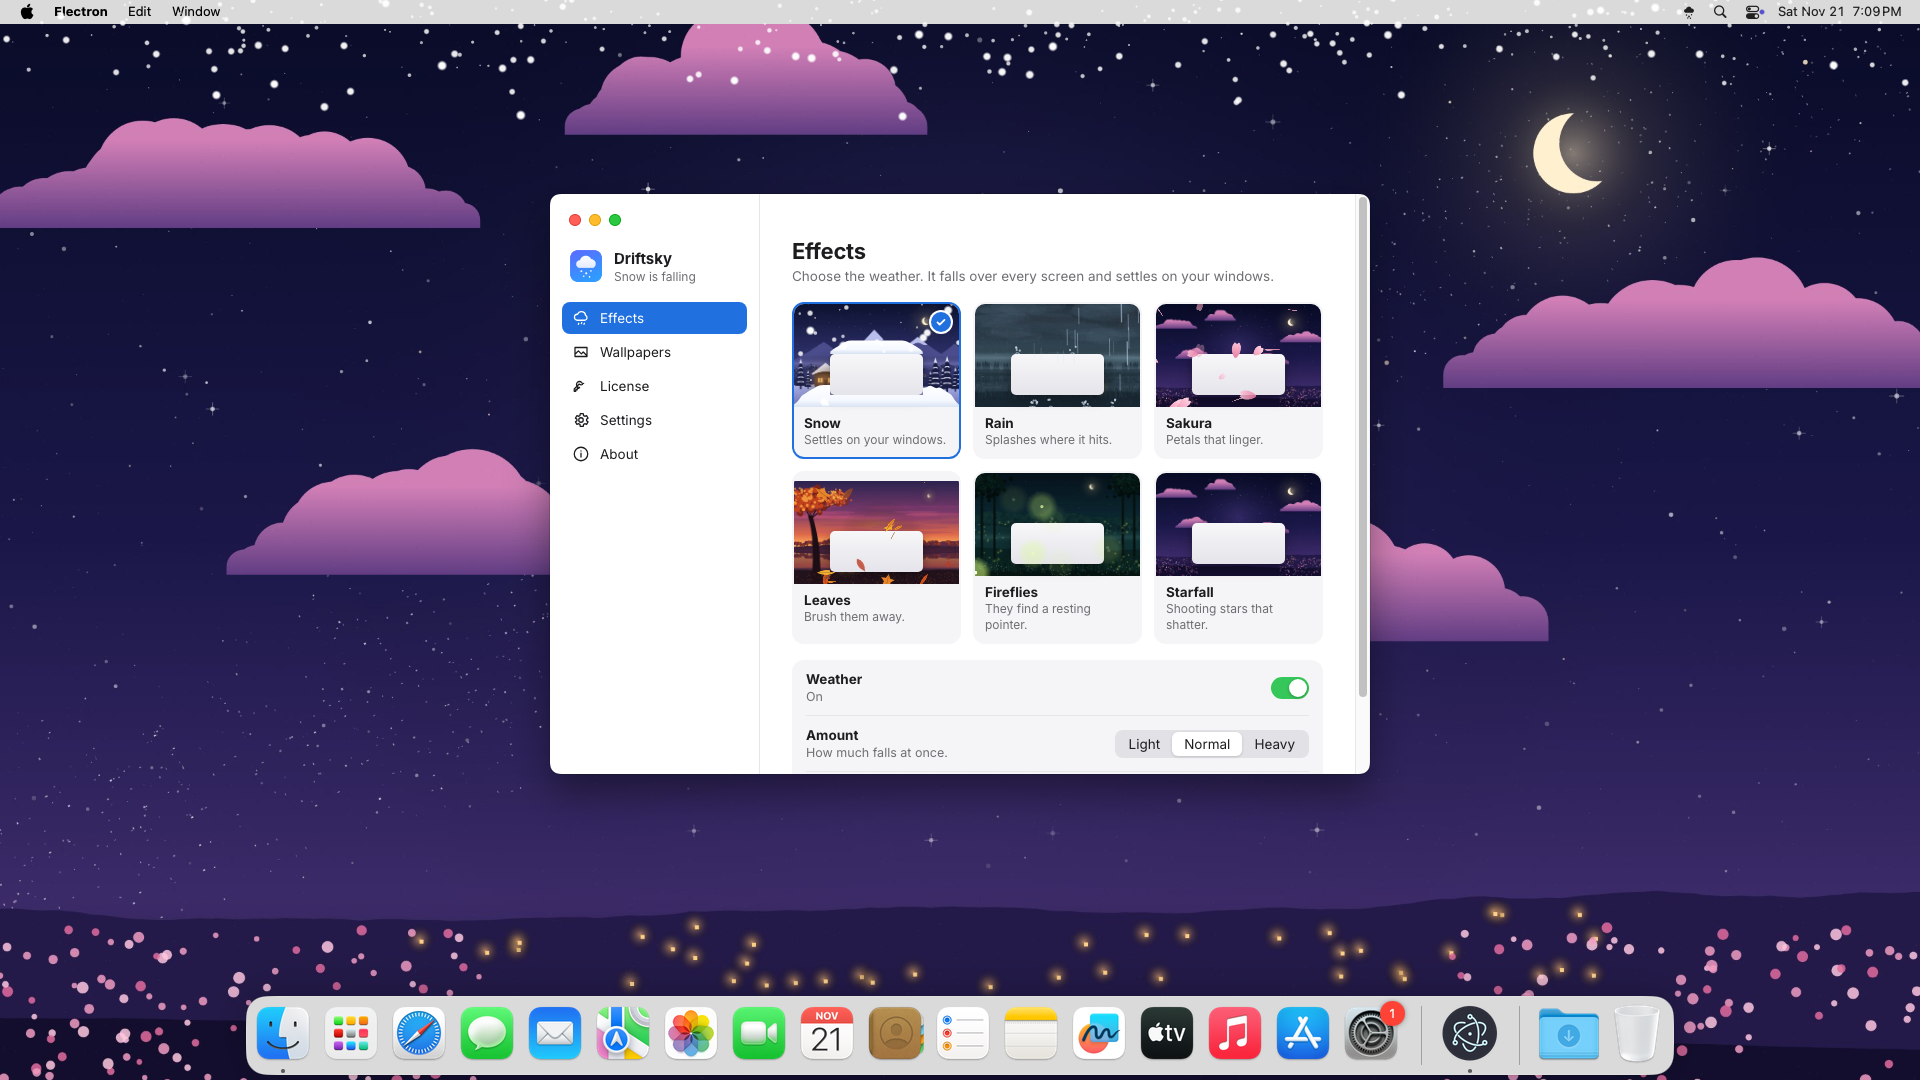 Flectron Edit Window
Sat Nov 21 7:09 PM
Driftsky
Snow is falling
Effects
Wallpapers
License
Settings
About
Effects
Choose the weather. It falls over every screen and settles on your windows.
Snow
Settles on your windows.
Rain
Splashes where it hits.
Sakura
Petals that linger.
Leaves
Brush them away.
Fireflies
They find a resting
pointer.
Starfall
Shooting stars that
shatter.
Weather
On
Amount
How much falls at once.
Light Normal Heavy
NOV
21
tv
1